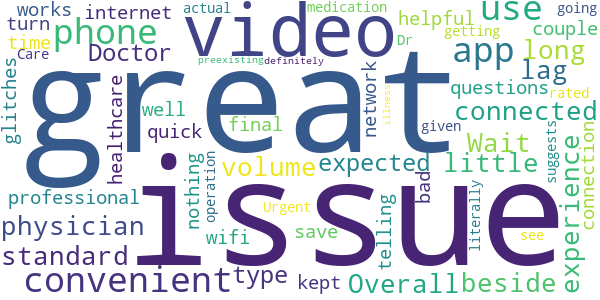 works
actual
medication
going
turn
internet
helpful
couple
phone
video
use
time
Doctor
Dr
getting
Care
preexisting
definitely
app
long
great
lag
glitches
healthcare
well
quick
final
network
illness
questions
rated
connected
given
Wait
suggests
nothing
operation
volume
expected
little
experience
connection
professional
issue
bad
physician
wifi
Urgent
save
telling
literally
see
standard
convenient
type
kept
Overall
beside